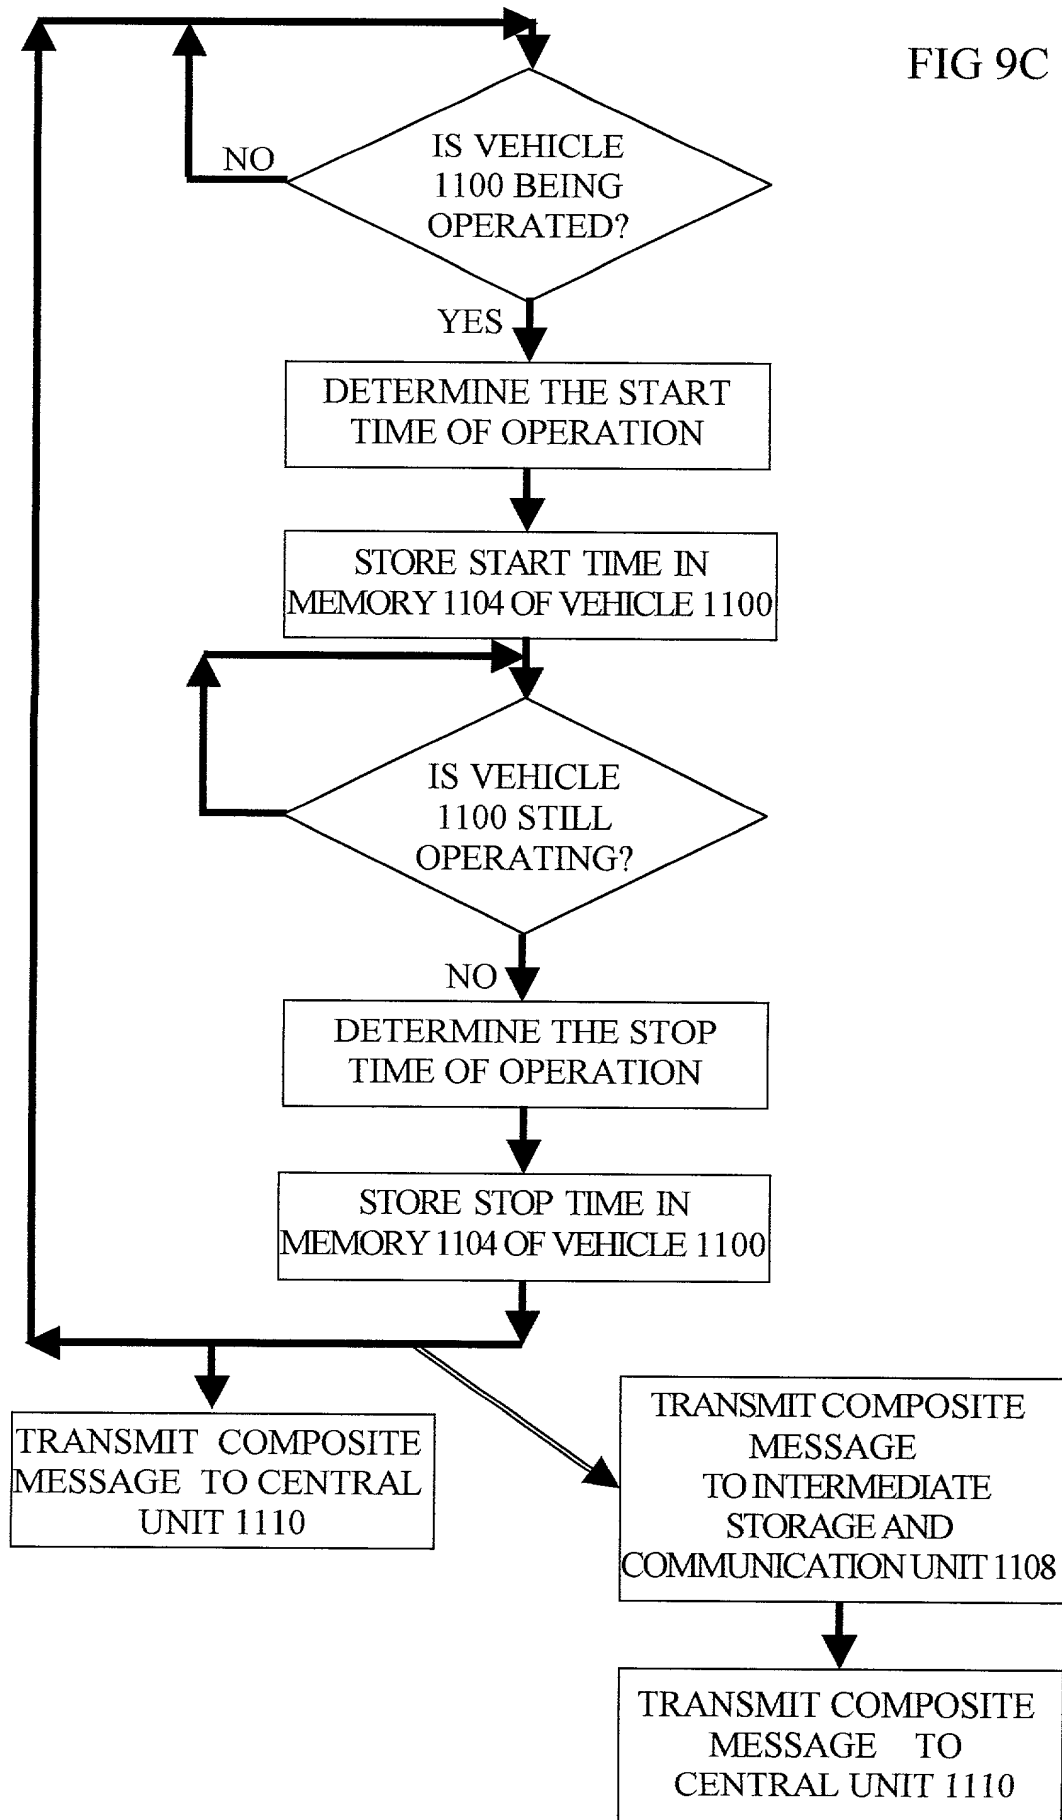 FIG 9C
IS VEHICLE
1100 BEING
OPERATED?
NO
YES
DETERMINE THE START
TIME OF OPERATION
STORE START TIME IN
MEMORY 1104 OF VEHICLE 1100
IS VEHICLE
1100 STILL
OPERATING?
NO
DETERMINE THE STOP
TIME OF OPERATION
STORE STOP TIME IN
MEMORY 1104 OF VEHICLE 1100
TRANSMIT COMPOSITE
MESSAGE TO CENTRAL
UNIT 1110
TRANSMIT COMPOSITE
MESSAGE
TO INTERMEDIATE
STORAGE AND
COMMUNICATION UNIT 1108
TRANSMIT COMPOSITE
MESSAGE TO
CENTRAL UNIT 1110